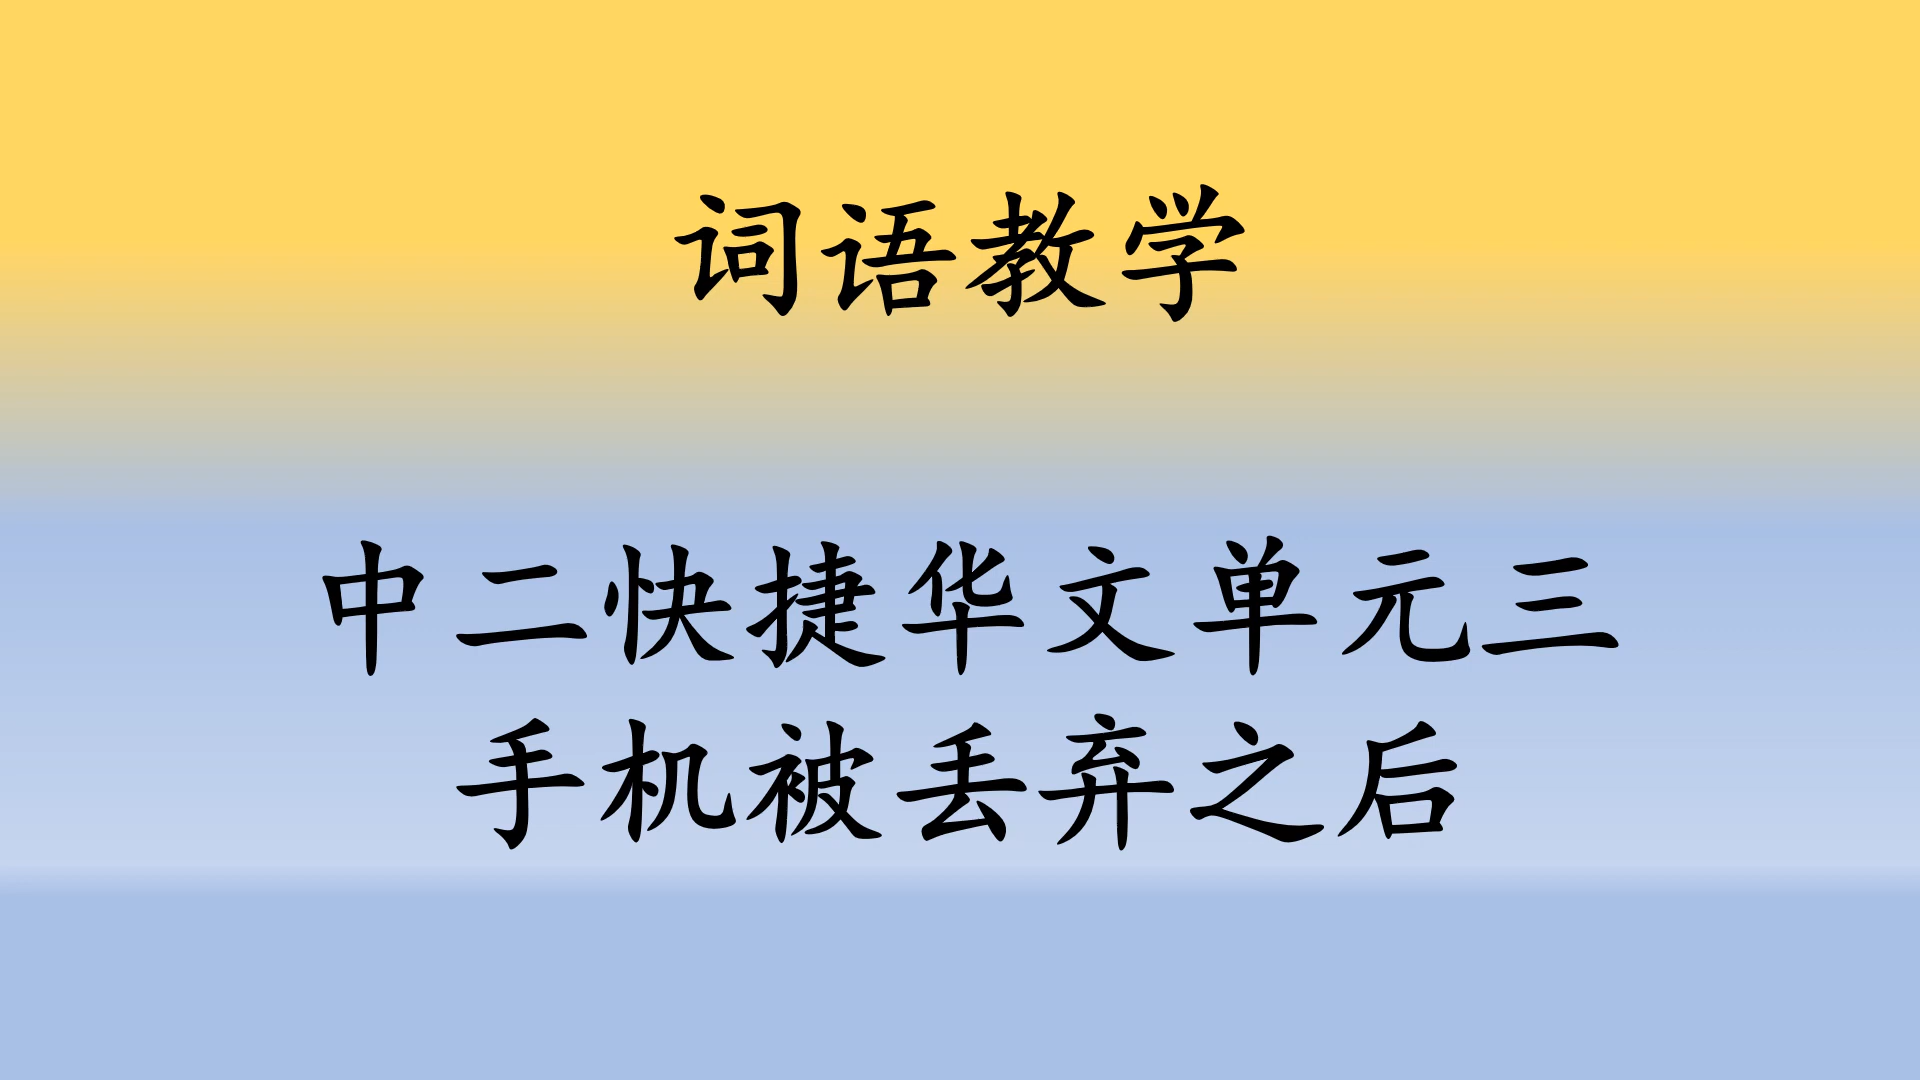 词语教学
中二快捷华文单元三
手机被丢弃之后